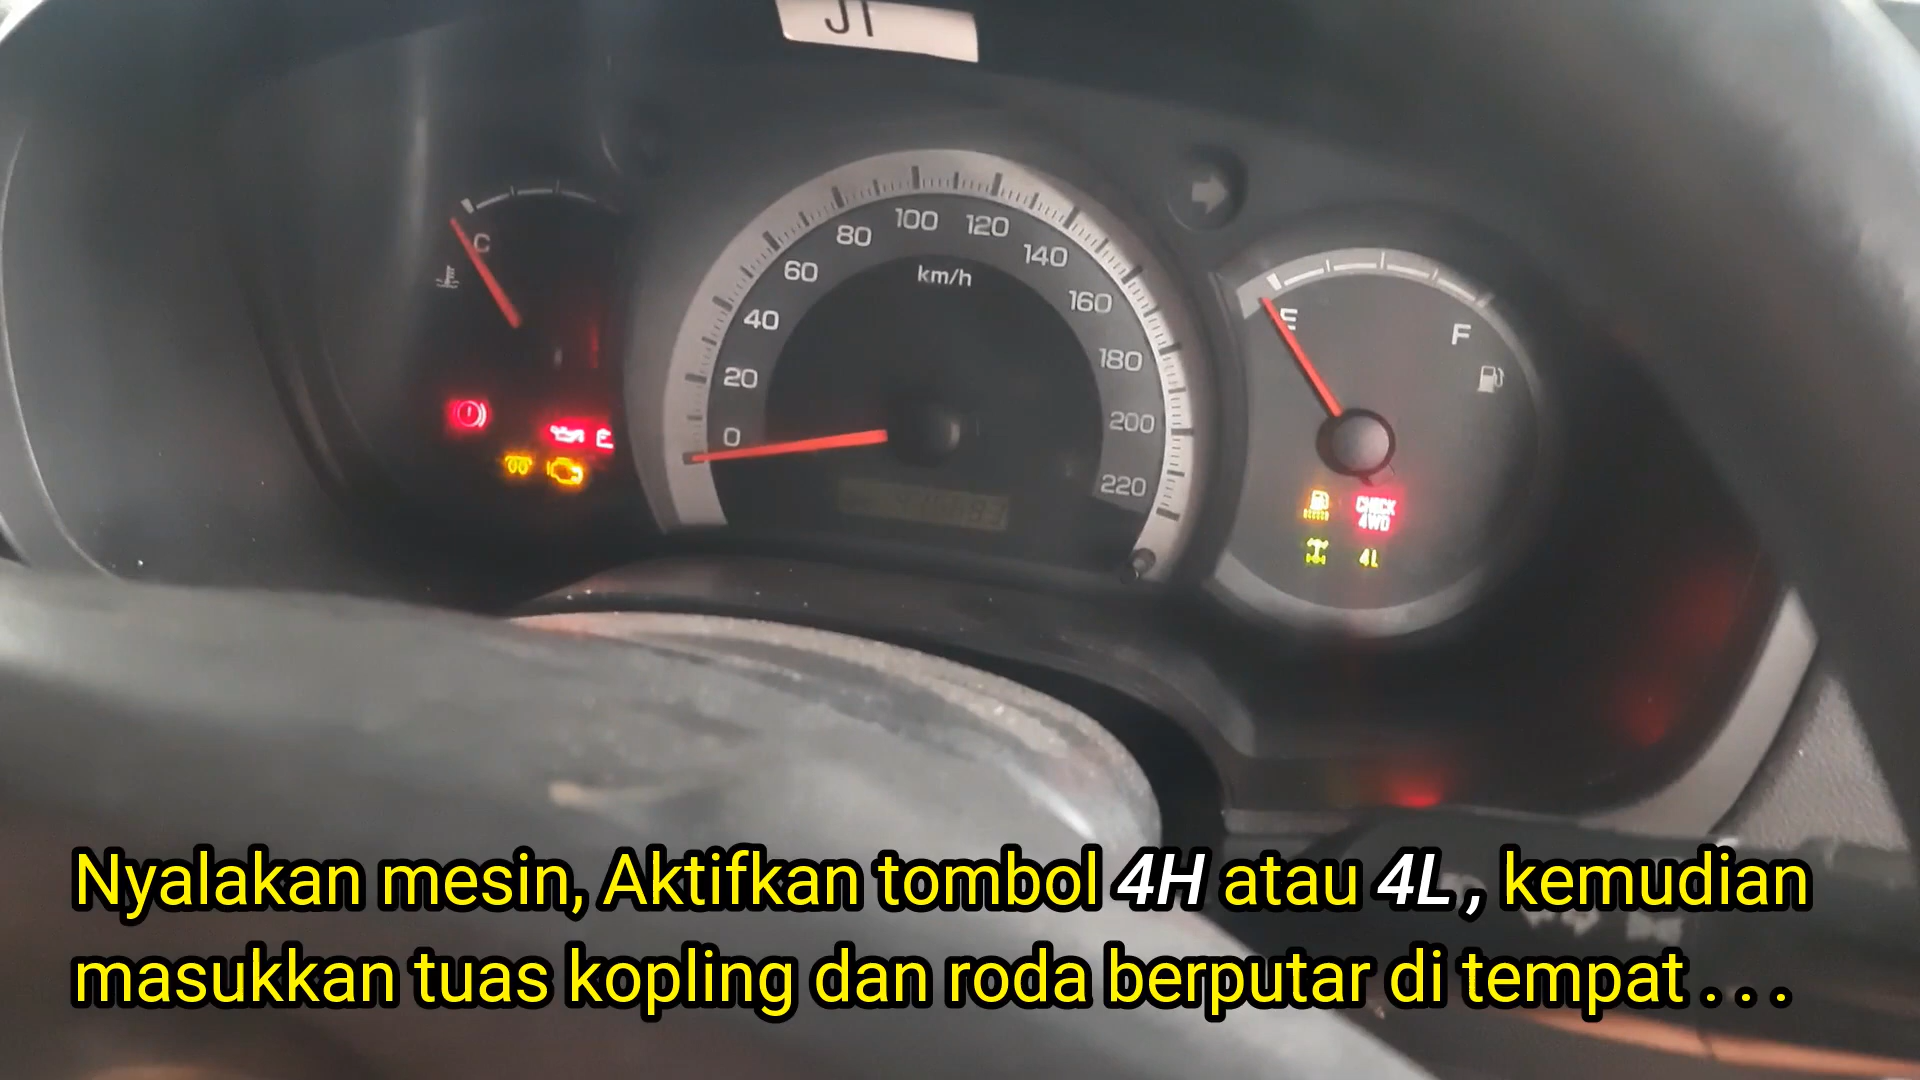 JT
C
km/h
0
20
40
60
80
100
120
140
160
180
200
220
E
F
CHECK
4WD
4L
Nyalakan mesin, Aktifkan tombol 4H atau 4L , kemudian
masukkan tuas kopling dan roda berputar di tempat . . .